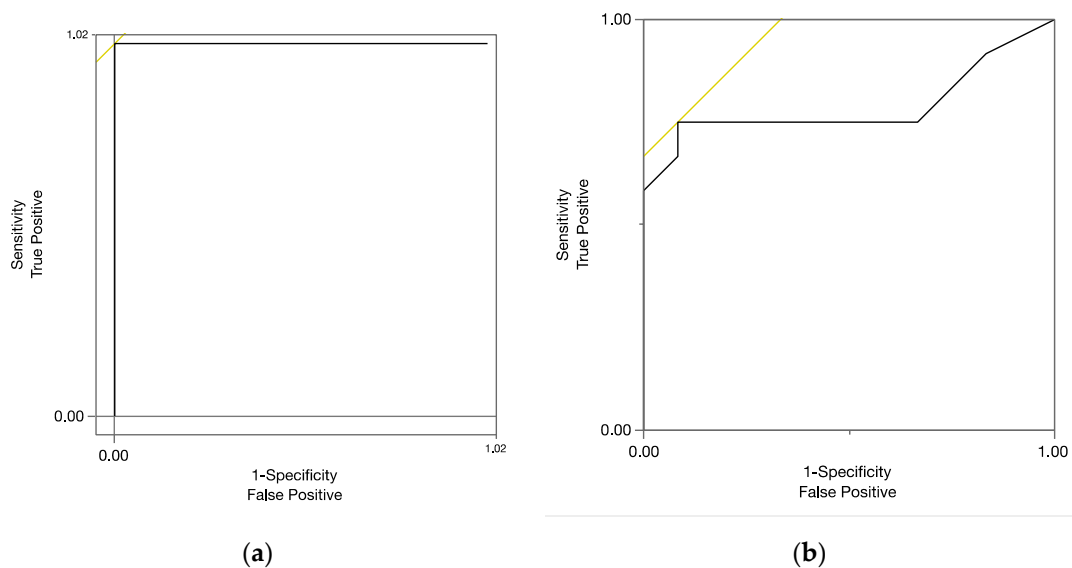 1.02
Sensitivity
True Positive
0.00
0.00
1.02
1-Specificity
False Positive
(a)
1.00
Sensitivity
True Positive
0.00
0.00
1.00
1-Specificity
False Positive
(b)